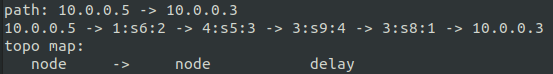 path: 10.0.0.5 -> 10.0.0.3
10.0.0.5 -> 1:s6:2 -> 4:s5:3 -> 3:s9:4 -> 3:s8:1 -> 10.0.0.3
topo map:
node -> node delay